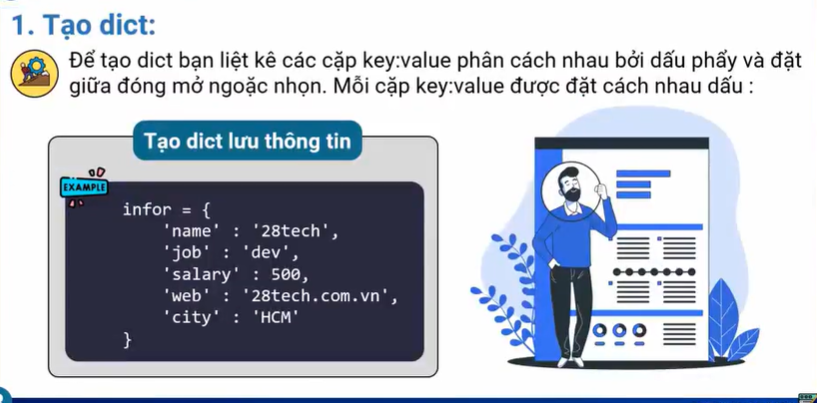 1. Tạo dict:
Để tạo dict bạn liệt kê các cặp key:value phân cách nhau bởi dấu phẩy và đặt
giữa đóng mở ngoặc nhọn. Mỗi cặp key:value được đặt cách nhau dấu :
Tạo dict lưu thông tin
EXAMPLE
infor = {
'name' : '28tech',
'job' : 'dev',
'salary' : 500,
'web' : '28tech.com.vn',
'city' : 'HCM'
}